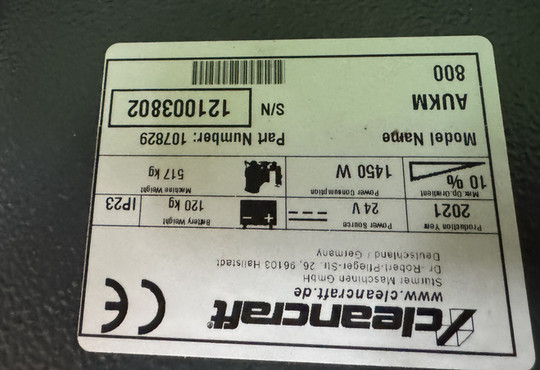 cleancraft®
www.cleancraft.de
Stürmer Maschinen GmbH
Dr.-Robert-Pfleger-Str. 26, 96103 Hallstadt
Deutschland / Germany
CE
Production Year
2021
Power Source
24 V
Battery Weight
120 kg
IP23
Max. Op. Gradient
10 %
Power Consumption
1450 W
Machine Weight
517 kg
Model Name
Part Number: 107829
AUKM
800
S/N
121003802